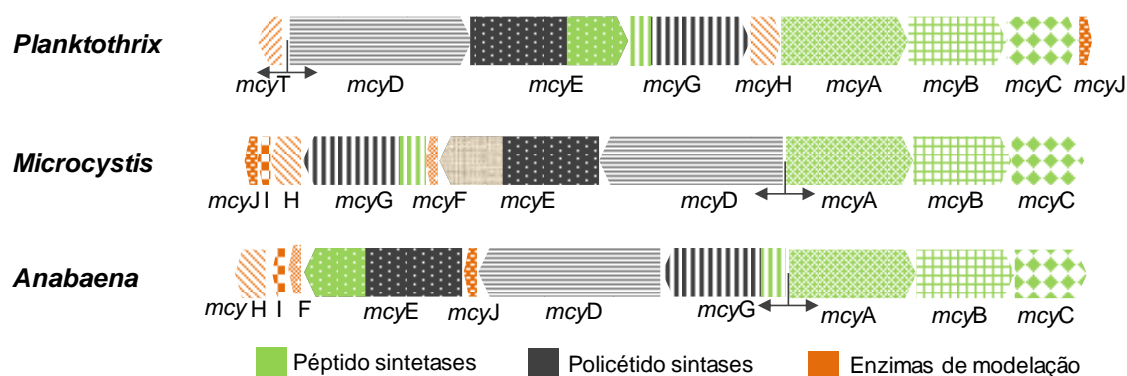 Planktothrix
mcyT mcyD mcyE mcyG mcyH mcyA mcyB mcyC mcyJ
Microcystis
mcyJ I H mcyG mcyF mcyE mcyD mcyA mcyB mcyC
Anabaena
mcy H I F mcyE mcyJ mcyD mcyG mcyA mcyB mcyC
Péptido sintetases Policétido sintases Enzimas de modelação